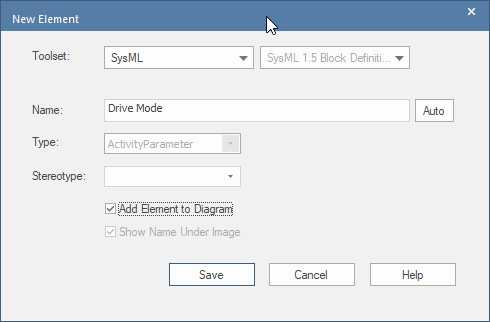 New Element
Toolset: SysML SysML 1.5 Block Definiti...
Name: Drive Mode Auto
Type: ActivityParameter
Stereotype:
Add Element to Diagram
Show Name Under Image
Save Cancel Help